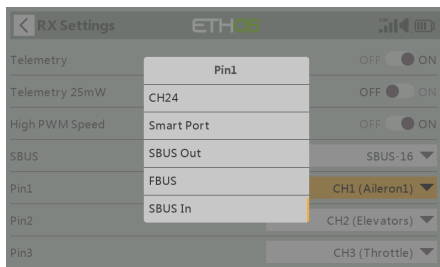 RX Settings
ETHOS
Telemetry
OFF ON
Telemetry 25mW
OFF ON
High PWM Speed
OFF ON
SBUS
SBUS-16
Pin1
CH1 (Aileron1)
Pin2
CH2 (Elevators)
Pin3
CH3 (Throttle)
Pin1
CH24
Smart Port
SBUS Out
FBUS
SBUS In